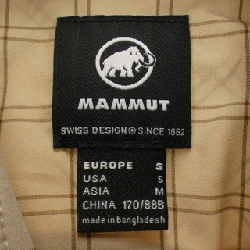 MAMMUT
SWISS DESIGN SINCE 1862
EUROPE S
USA S
ASIA M
CHINA 170/88B
made in bangladesh